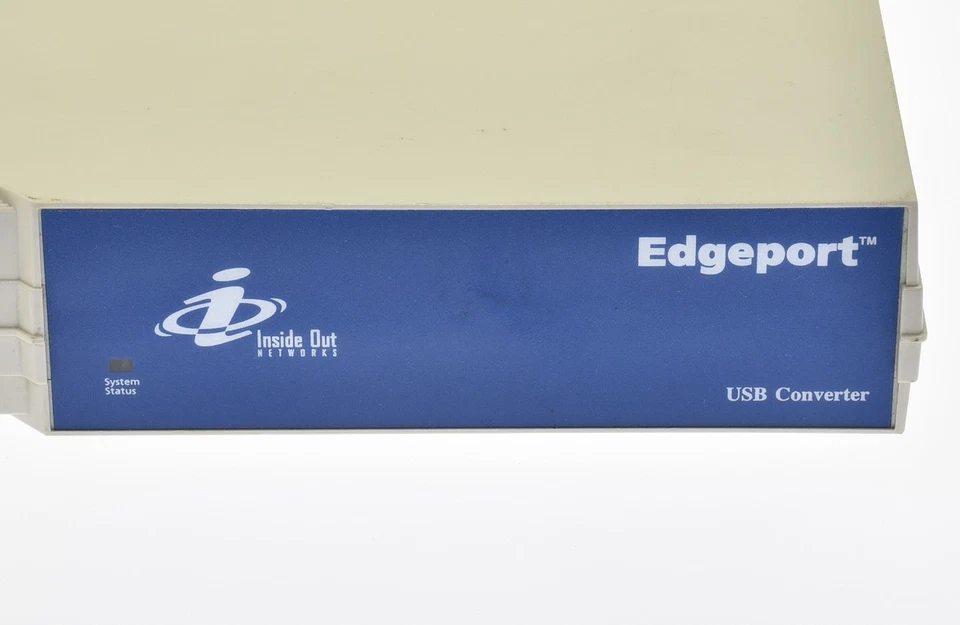 Edgeport™
Inside Out
NETWORKS
System
Status
USB Converter